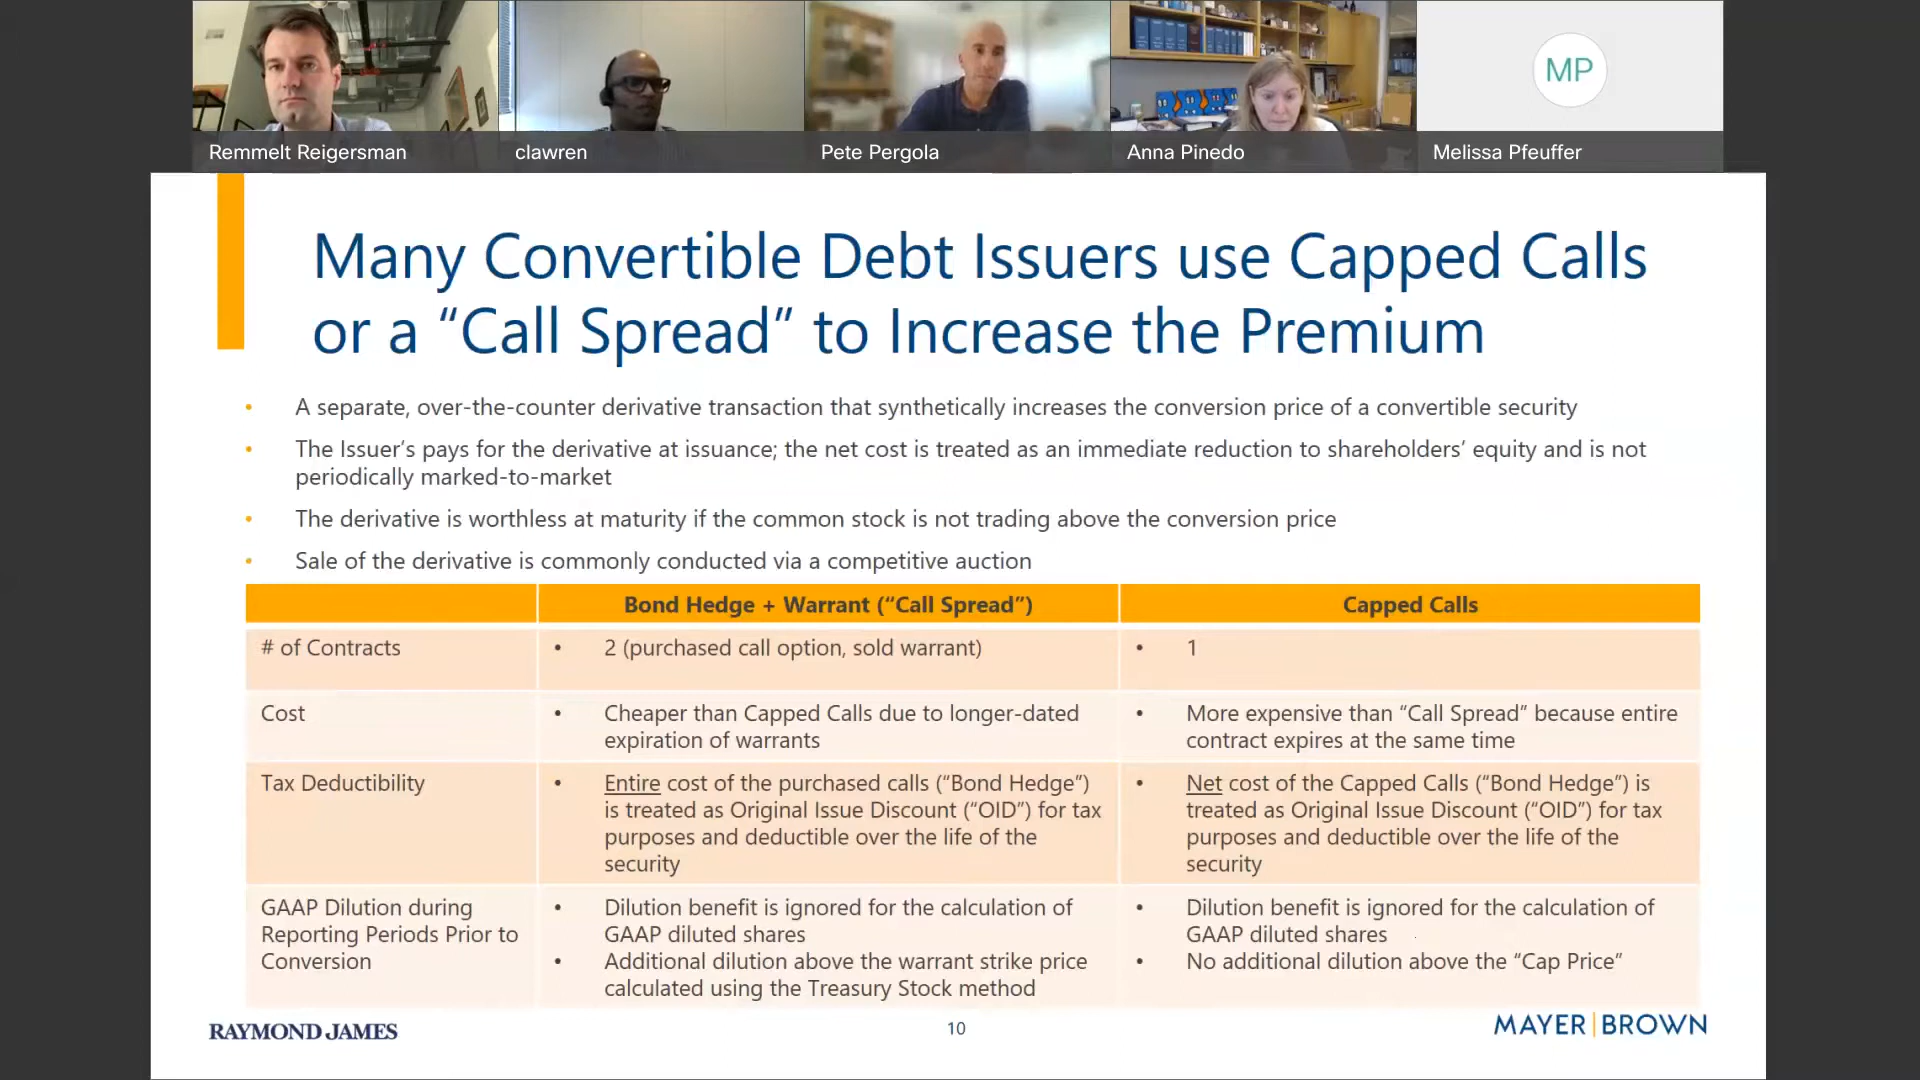 Remmelt Reigersman
clawren
Pete Pergola
Anna Pinedo
MP
Melissa Pfeuffer
Many Convertible Debt Issuers use Capped Calls
or a “Call Spread” to Increase the Premium
• A separate, over-the-counter derivative transaction that synthetically increases the conversion price of a convertible security
• The Issuer’s pays for the derivative at issuance; the net cost is treated as an immediate reduction to shareholders’ equity and is not
periodically marked-to-market
• The derivative is worthless at maturity if the common stock is not trading above the conversion price
• Sale of the derivative is commonly conducted via a competitive auction
Bond Hedge + Warrant (“Call Spread”)
Capped Calls
# of Contracts
• 2 (purchased call option, sold warrant)
• 1
Cost
• Cheaper than Capped Calls due to longer-dated
expiration of warrants
• More expensive than “Call Spread” because entire
contract expires at the same time
Tax Deductibility
• Entire cost of the purchased calls (“Bond Hedge”)
is treated as Original Issue Discount (“OID”) for tax
purposes and deductible over the life of the
security
• Net cost of the Capped Calls (“Bond Hedge”) is
treated as Original Issue Discount (“OID”) for tax
purposes and deductible over the life of the
security
GAAP Dilution during
Reporting Periods Prior to
Conversion
• Dilution benefit is ignored for the calculation of
GAAP diluted shares
• Additional dilution above the warrant strike price
calculated using the Treasury Stock method
• Dilution benefit is ignored for the calculation of
GAAP diluted shares
• No additional dilution above the “Cap Price”
RAYMOND JAMES
10
MAYER | BROWN